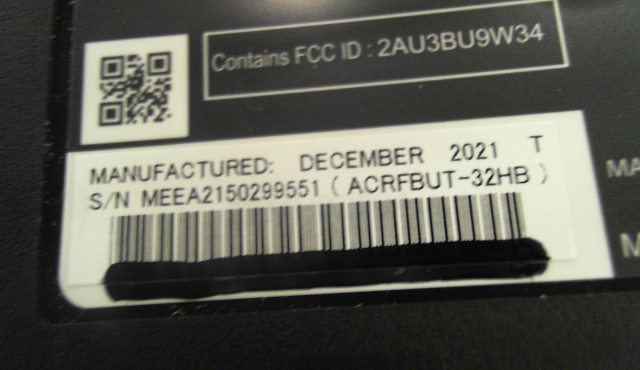 Contains FCC ID : 2AU3BU9W34
MANUFACTURED: DECEMBER 2021 T
S/N MEEA2150299551 ( ACRFBUT-32HB )